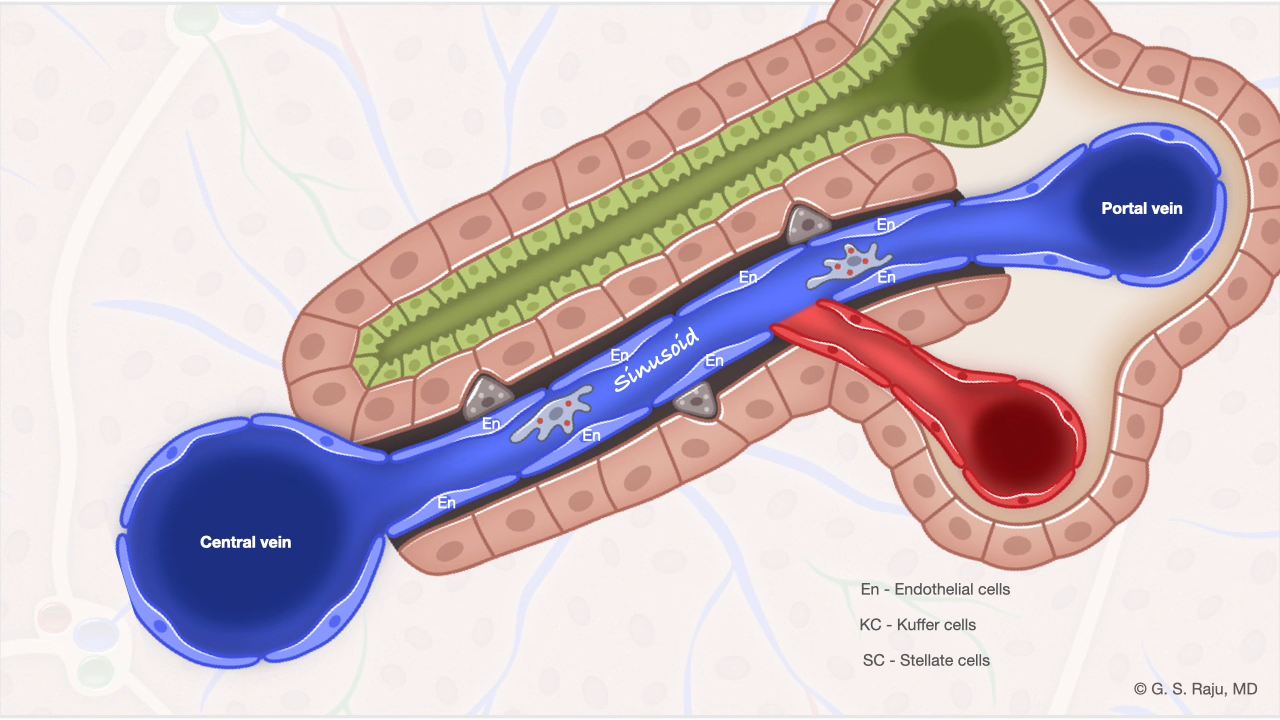 Portal vein
En
En
En
Sinusoid
En
En
En
En
En
Central vein
En - Endothelial cells
KC - Kuffer cells
SC - Stellate cells
© G. S. Raju, MD